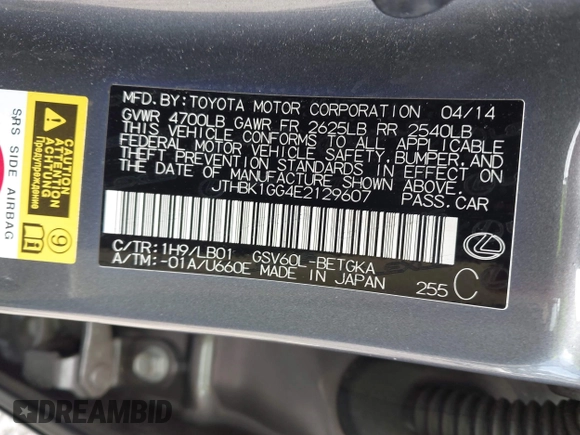 MFD.BY: TOYOTA MOTOR CORPORATION 04/14
GVWR 4700LB GAWR FR 2625LB RR 2540LB
THIS VEHICLE CONFORMS TO ALL APPLICABLE
FEDERAL MOTOR VEHICLE SAFETY, BUMPER, AND
THEFT PREVENTION STANDARDS IN EFFECT ON
THE DATE OF MANUFACTURE SHOWN ABOVE.
JTHBK1GG4E2129607 PASS.CAR
C/TR: 1H9/LB01 GSV60L-BETGKA
A/TM: -01A/U660E MADE IN JAPAN
255 C
SRS SIDE AIRBAG
CAUTION
ATTENTION
ACHTUNG
Предупреждение
9
DREAMBID